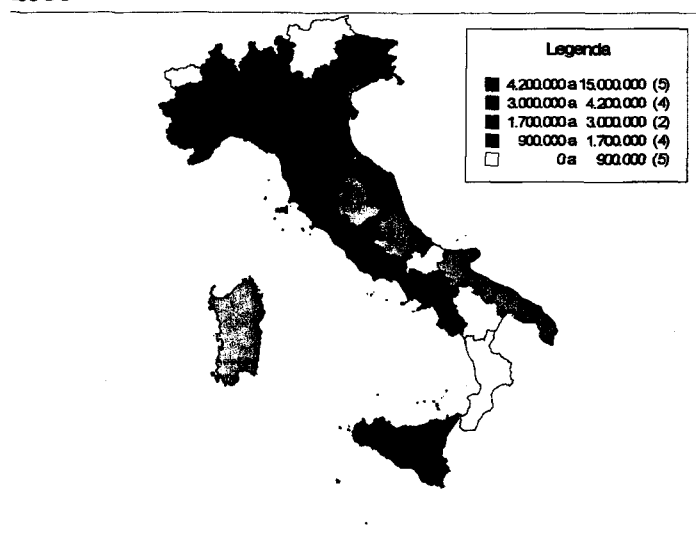 Legenda
4.200.000 a 15.000.000 (5)
3.000.000 a 4.200.000 (4)
1.700.000 a 3.000.000 (2)
900.000 a 1.700.000 (4)
0 a 900.000 (5)